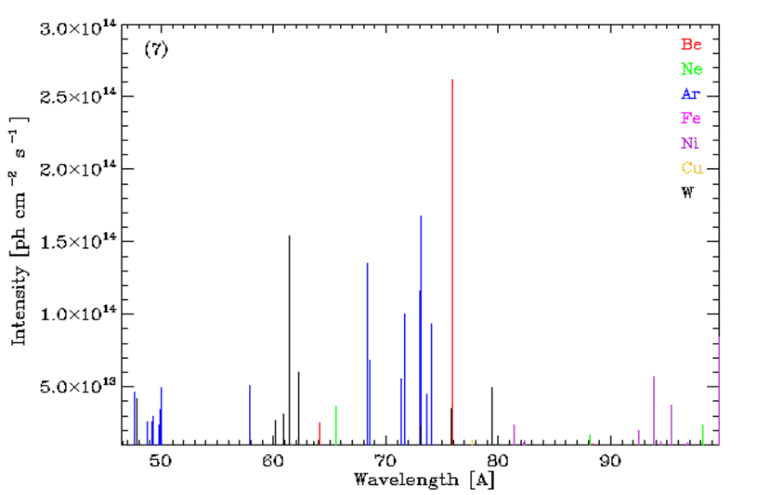 3.0×10¹⁴
(7)
Be
Ne
2.5×10¹⁴
Ar
Fe
Ni
2.0×10¹⁴
Cu
W
1.5×10¹⁴
1.0×10¹⁴
5.0×10¹³
Intensity [ph cm⁻² s⁻¹]
50 60 70 80 90
Wavelength [A]